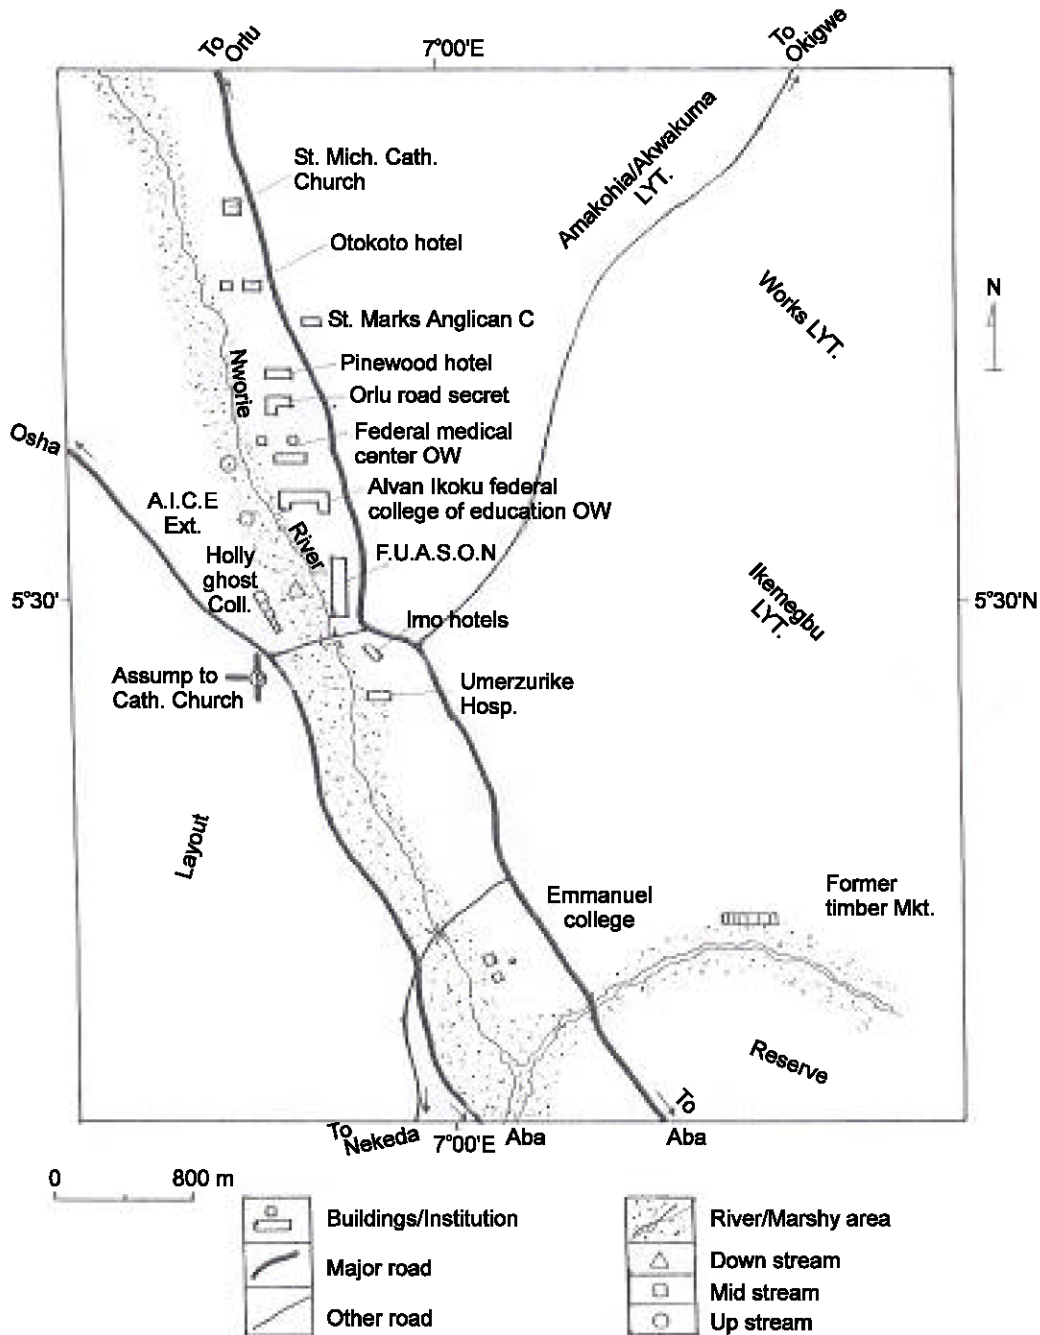 To
Orlu
7°00'E
To
Okigwe
St. Mich. Cath.
Church
Amakohia/Akwakuma
LYT.
Otokoto hotel
Works LYT.
N
St. Marks Anglican C
Nworie
Pinewood hotel
Orlu road secret
Osha
Federal medical
center OW
A.I.C.E
Ext.
Alvan Ikoku federal
college of education OW
River
F.U.A.S.O.N
Holly
ghost
Coll.
Ikemegbu
LYT.
5°30'
5°30'N
Imo hotels
Assump to
Cath. Church
Umerzurike
Hosp.
Layout
Emmanuel
college
Former
timber Mkt.
Reserve
To
Nekeda
7°00'E
Aba
To
Aba
0
800 m
Buildings/Institution
Major road
Other road
River/Marshy area
Down stream
Mid stream
Up stream